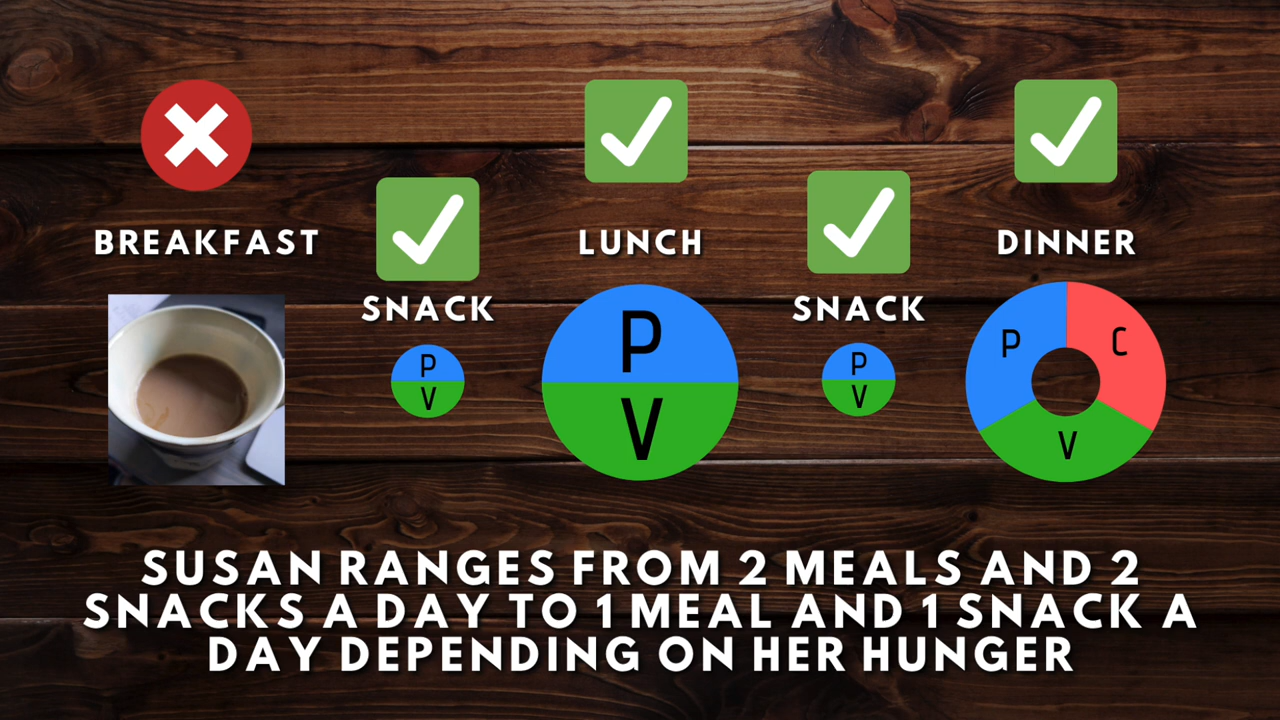 BREAKFAST
SNACK
LUNCH
SNACK
DINNER
P
V
P
V
P
V
P
C
V
SUSAN RANGES FROM 2 MEALS AND 2
SNACKS A DAY TO 1 MEAL AND 1 SNACK A
DAY DEPENDING ON HER HUNGER